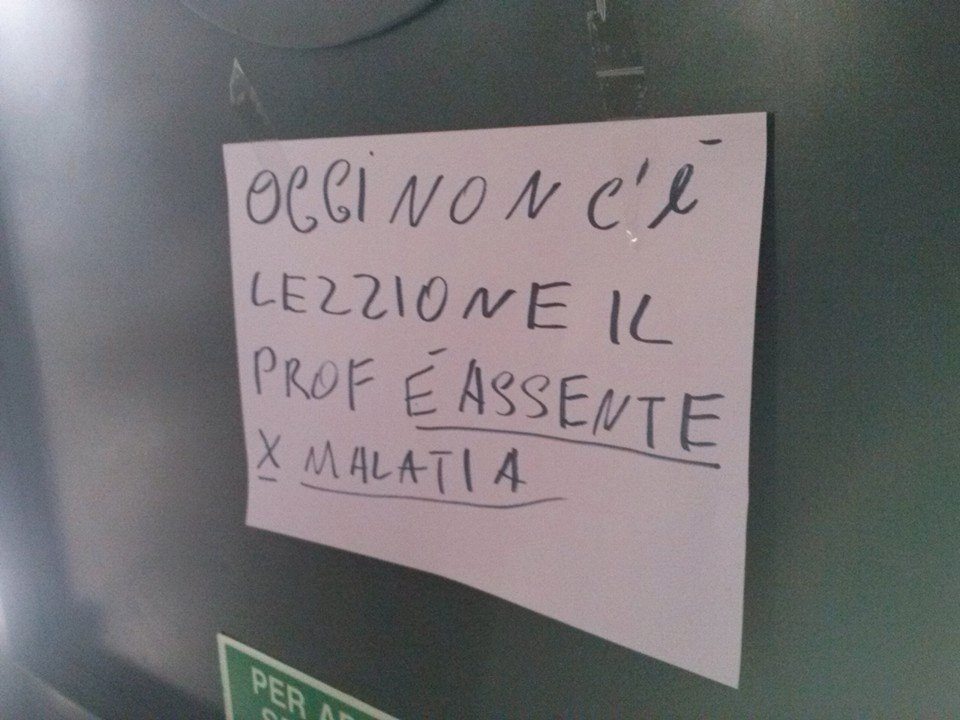 OGGI NON C'È
LEZZIONE IL
PROF È ASSENTE
X MALATIA
PER